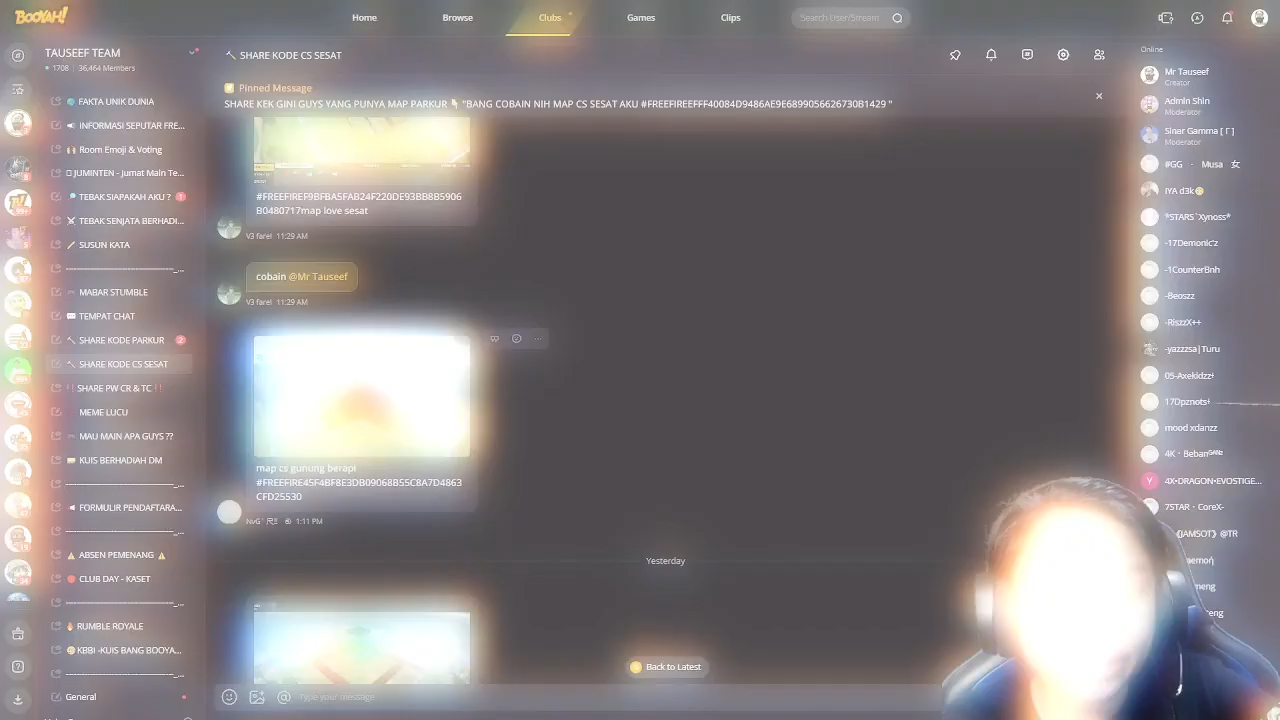 BOOYAH!
Home
Browse
Clubs
Games
Clips
Search User/Stream
TAUSEEF TEAM
1708 | 36,464 Members
FAKTA UNIK DUNIA
INFORMASI SEPUTAR FRE...
Room Emoji & Voting
JUMINTEN - Jumat Main Te...
TEBAK SIAPAKAH AKU ?
1
TEBAK SENJATA BERHADI...
SUSUN KATA
MABAR STUMBLE
TEMPAT CHAT
SHARE KODE PARKUR
2
SHARE KODE CS SESAT
SHARE PW CR & TC
MEME LUCU
MAU MAIN APA GUYS ??
KUIS BERHADIAH DM
FORMULIR PENDAFTARA...
ABSEN PEMENANG
CLUB DAY - KASET
RUMBLE ROYALE
KBBI -KUIS BANG BOOYA...
General
SHARE KODE CS SESAT
Pinned Message
SHARE KEK GINI GUYS YANG PUNYA MAP PARKUR 👇 "BANG COBAIN NIH MAP CS SESAT AKU #FREEFIREEFFF40084D9486AE9E6899056626730B1429 "
#FREEFIREF9BFBA5FAB24F220DE93BB8B5906
B0480717map love sesat
V3 farel 11:29 AM
cobain @Mr Tauseef
V3 farel 11:29 AM
map cs gunung berapi
#FREEFIRE45F4BF8E3DB09068B55C8A7D4863
CFD25530
1:11 PM
Yesterday
Back to Latest
Type your message
Online
Mr Tauseef
Creator
Admin Shin
Moderator
Sinar Gamma [ Γ ]
Moderator
#GG · Musa 女
IYA d3k
*STARS `Xynoss*
-17Demonic'z
-1CounterBnh
-Beoszz
-RiszzX++
-yazzzsa|Turu
05-Axekidzz
17Dpznots
mood xdanzz
4K・Beban
4X•DRAGON•EVOSTIGE...
7STAR・CoreX-
[JAMSOT] @TR